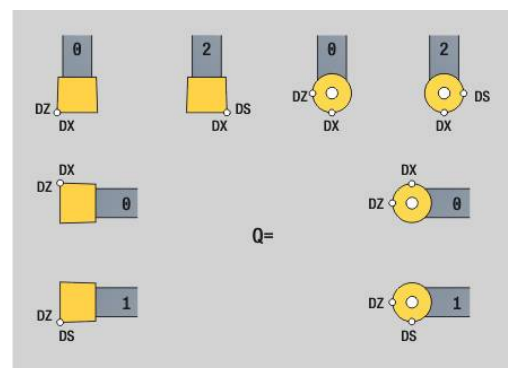 0 2 0 2
DZ DS DZ DS
DX DX DX DX
DX DX
DZ 0 DZ 0
Q=
1 1
DZ DZ
DS DS